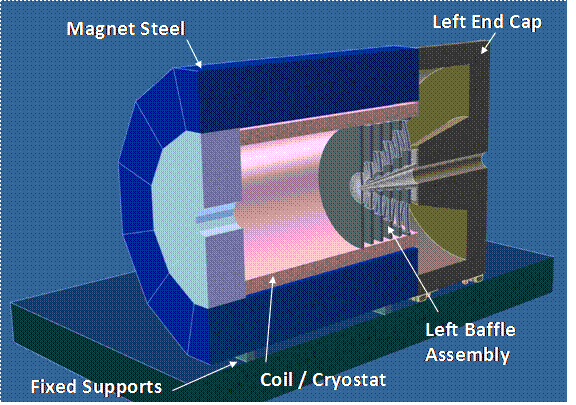 Magnet Steel
Left End Cap
Left Baffle
Assembly
Coil / Cryostat
Fixed Supports